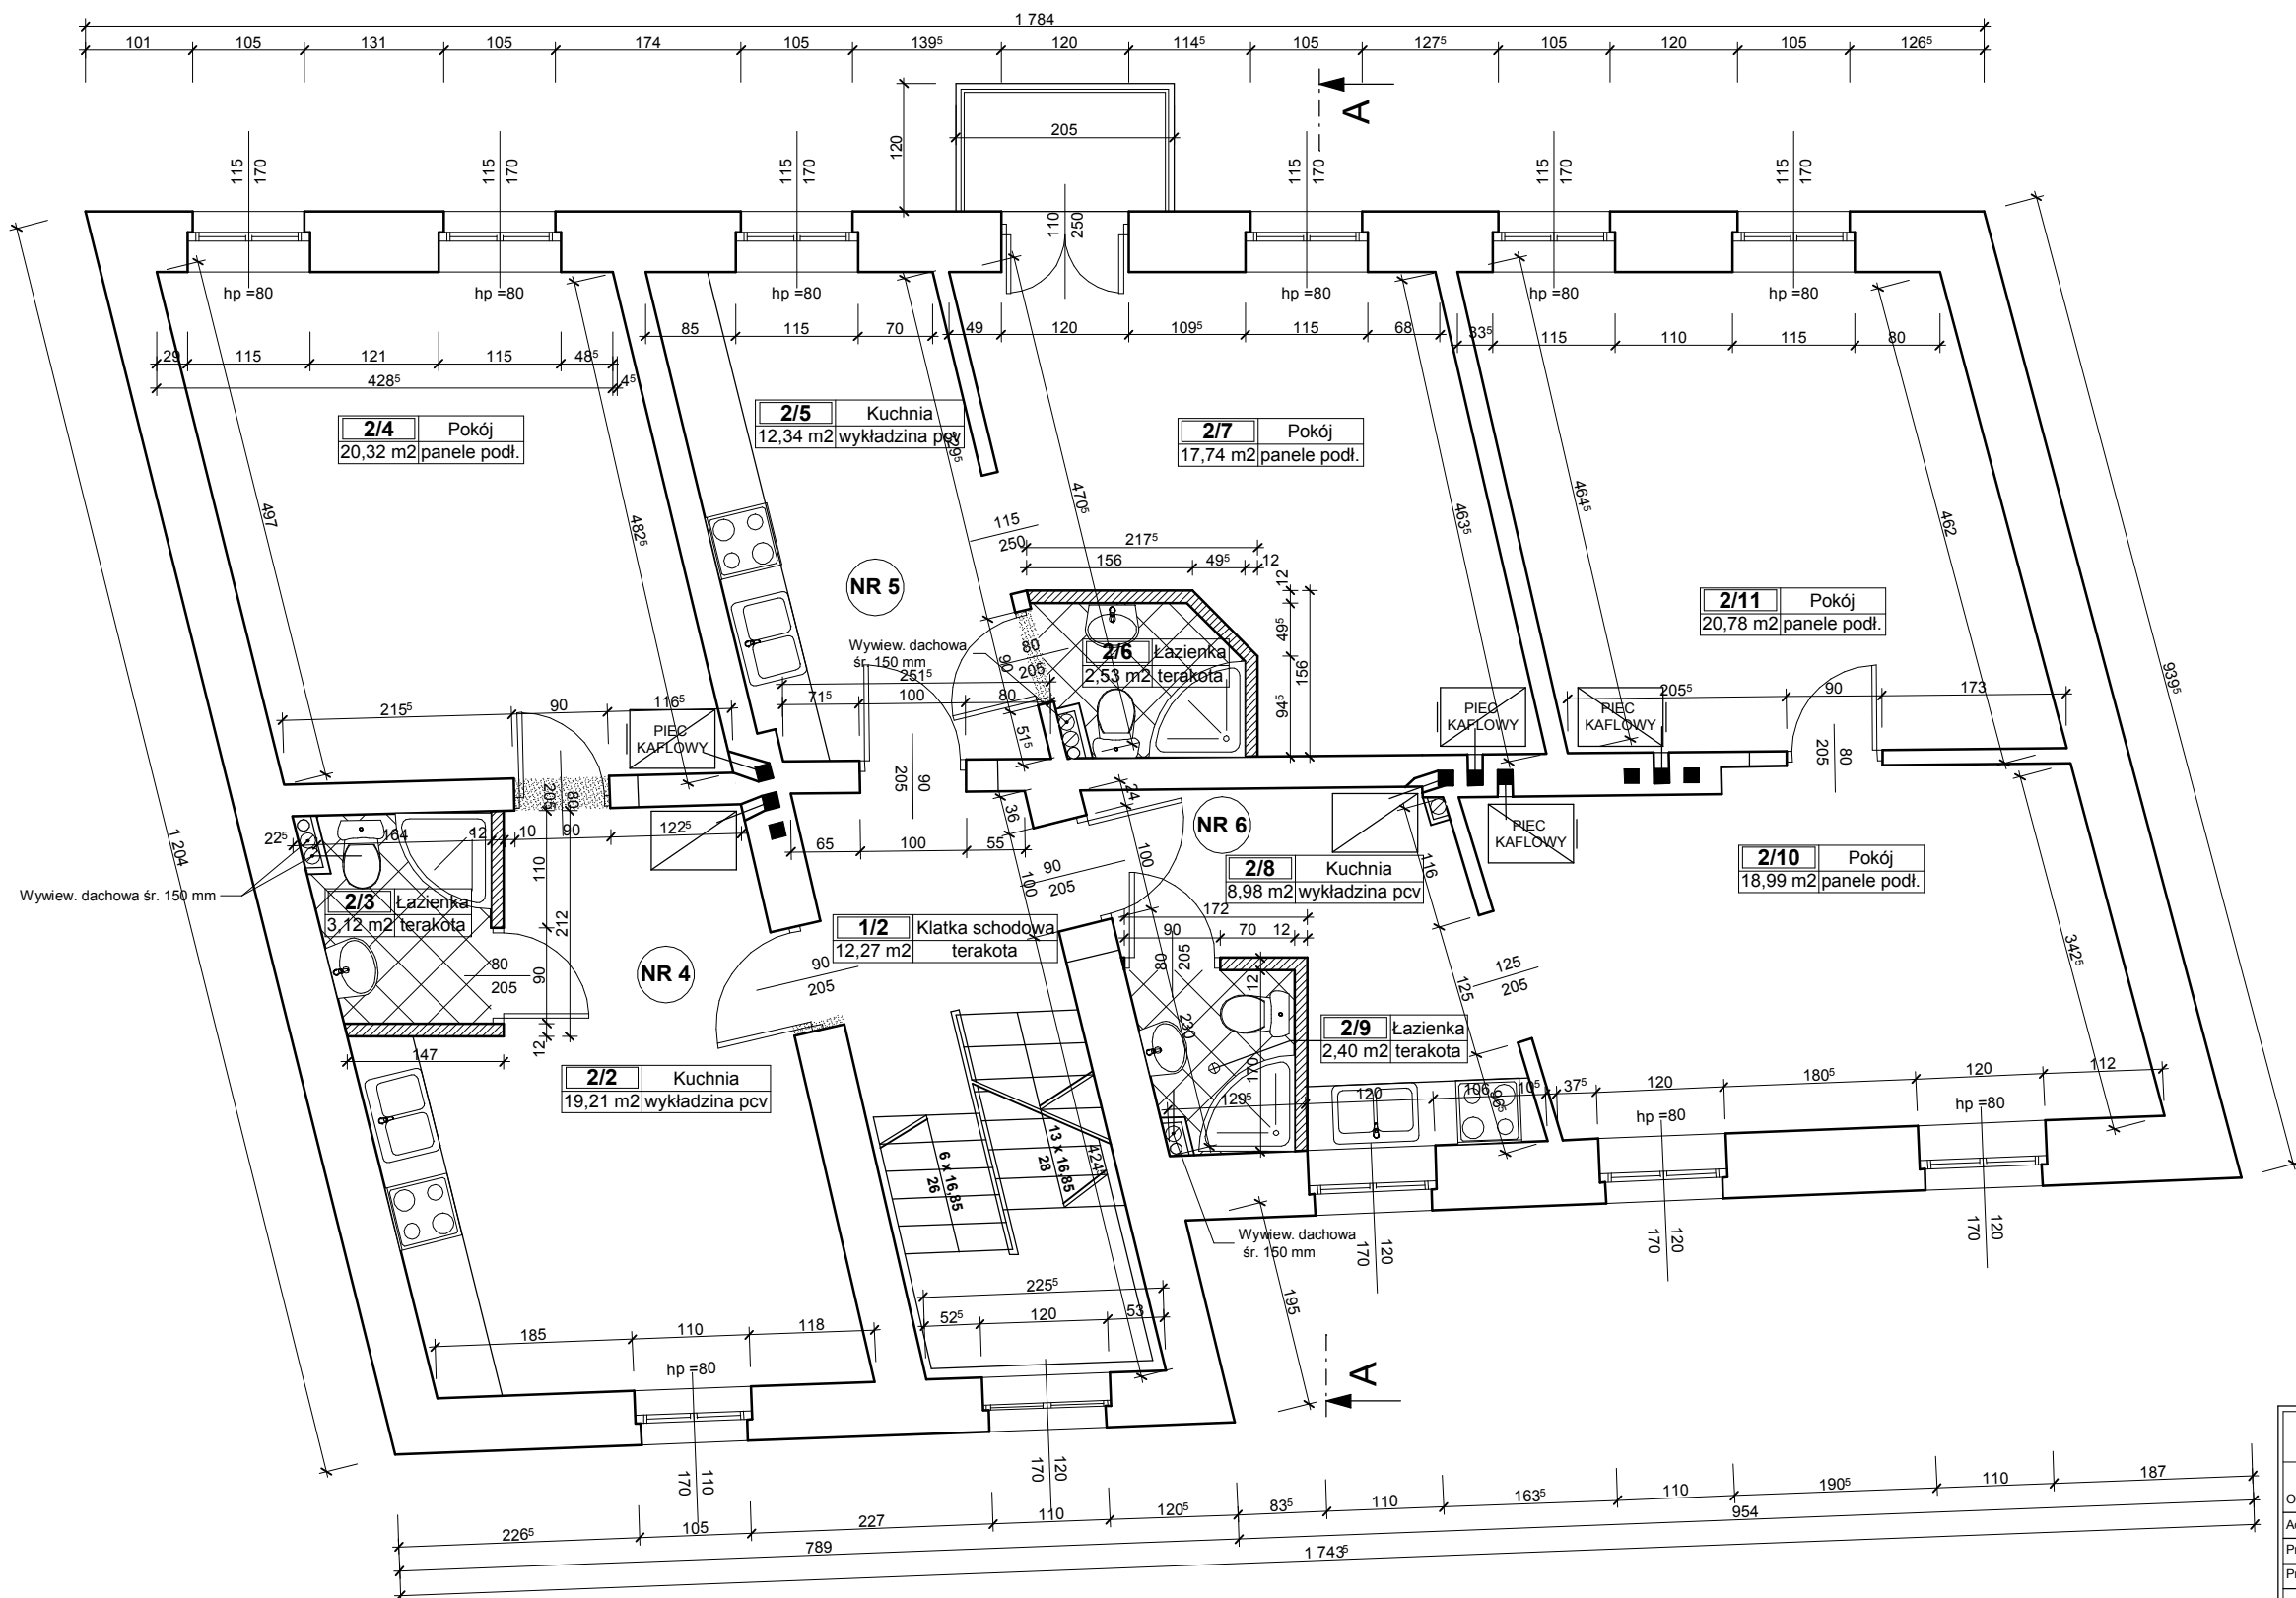 1 784
101 105 131 105 174 105 139⁵ 120 114⁵ 105 127⁵ 105 120 105 126⁵
A
205
120
115 170
115 170
115 170
110 250
115 170
115 170
115 170
hp =80 hp =80 hp =80 hp =80 hp =80 hp =80
85 115 70 49 120 109⁵ 115 68 33⁵ 115 110 115 80
29 115 121 115 48⁵
428⁵ 4⁵
2/4 Pokój
20,32 m2 panele podł.
2/5 Kuchnia
12,34 m2 wykładzina pcv
2/7 Pokój
17,74 m2 panele podł.
497
482⁵
470⁵
463⁵
464⁵
462
115
250
217⁵
156 49⁵ 12
12
49⁵
94⁵
156
NR 5
2/11 Pokój
20,78 m2 panele podł.
Wywiew. dachowa
śr. 150 mm
80
205
90
2/6 Łazienka
2,53 m2 terakota
251⁵
71⁵ 100 80
51⁵
939⁵
215⁵ 90 116⁵
PIEC
KAFLOWY
PIEC
KAFLOWY
PIEC
KAFLOWY
205⁵ 90 173
80
205
90
205
80
205
22⁵ 164 12 10 90 122⁵
65 100 55
36
44
NR 6
PIEC
KAFLOWY
1 204
110
212
90
12
100
90
205
100
2/8 Kuchnia
8,98 m2 wykładzina pcv
116
2/10 Pokój
18,99 m2 panele podł.
Wywiew. dachowa śr. 150 mm
2/3 Łazienka
3,12 m2 terakota
172
90 70 12
1/2 Klatka schodowa
12,27 m2 terakota
NR 4
80
205
90
205
80
205
12
125
125
205
342⁵
230
170
2/9 Łazienka
2,40 m2 terakota
147
2/2 Kuchnia
19,21 m2 wykładzina pcv
129⁵ 120 106 10⁵ 37⁵ 120 180⁵ 120 112
96⁵
hp =80 hp =80
6 x 16,85
26
13 x 16,85
28
424⁵
Wywiew. dachowa
śr. 150 mm
170 120
170 120
170 120
195
225⁵
52⁵ 120 53
185 110 118
hp =80
A
170 110
170 120
226⁵ 105 227 110 120⁵ 83⁵ 110 163⁵ 110 190⁵ 110 187
789 954
1 743⁵